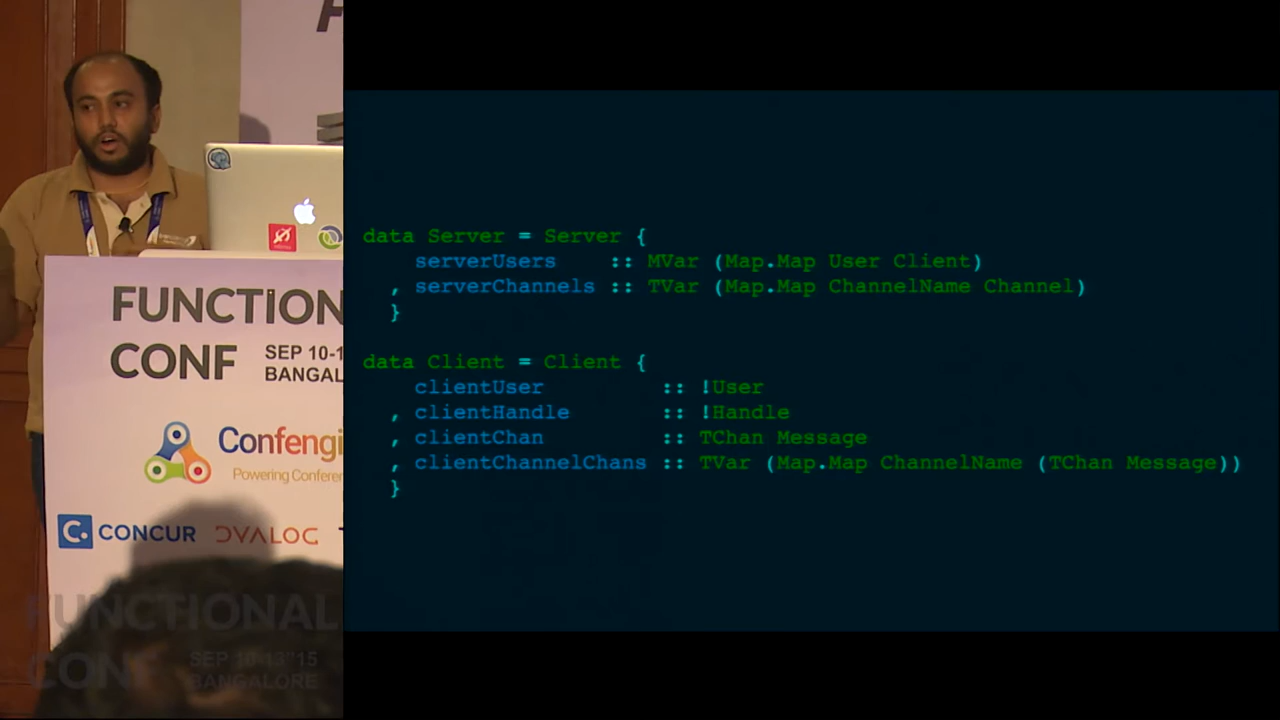 FUNCTION
CONF
SEP 10-1
BANGAL
Confengi
Powering Conferen
CONCUR
DYALOG
FUNCTIONAL
CONF
SEP 10-13"15
BANGALORE
data Server = Server {
serverUsers :: MVar (Map.Map User Client)
, serverChannels :: TVar (Map.Map ChannelName Channel)
}
data Client = Client {
clientUser :: !User
, clientHandle :: !Handle
, clientChan :: TChan Message
, clientChannelChans :: TVar (Map.Map ChannelName (TChan Message))
}